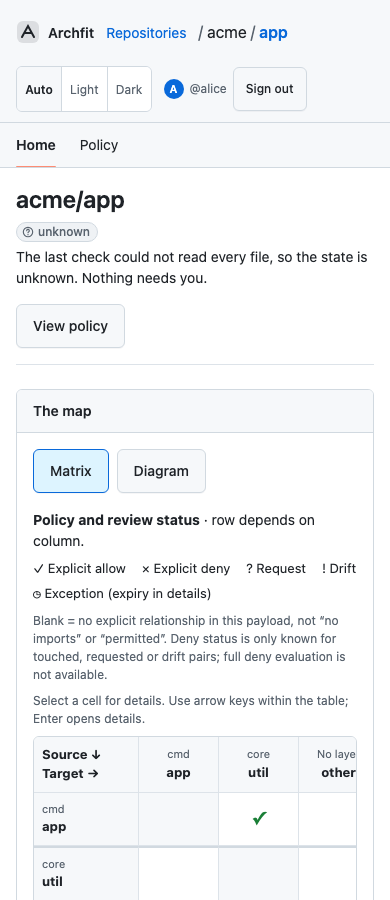 Archfit Repositories / acme / app
Auto Light Dark A @alice Sign out
Home Policy
acme/app
unknown
The last check could not read every file, so the state is
unknown. Nothing needs you.
View policy
The map
Matrix Diagram
Policy and review status · row depends on
column.
✓ Explicit allow × Explicit deny ? Request ! Drift
◷ Exception (expiry in details)
Blank = no explicit relationship in this payload, not “no
imports” or “permitted”. Deny status is only known for
touched, requested or drift pairs; full deny evaluation is
not available.
Select a cell for details. Use arrow keys within the table;
Enter opens details.
Source ↓ cmd core No laye
Target → app util other
cmd
app ✓
core
util